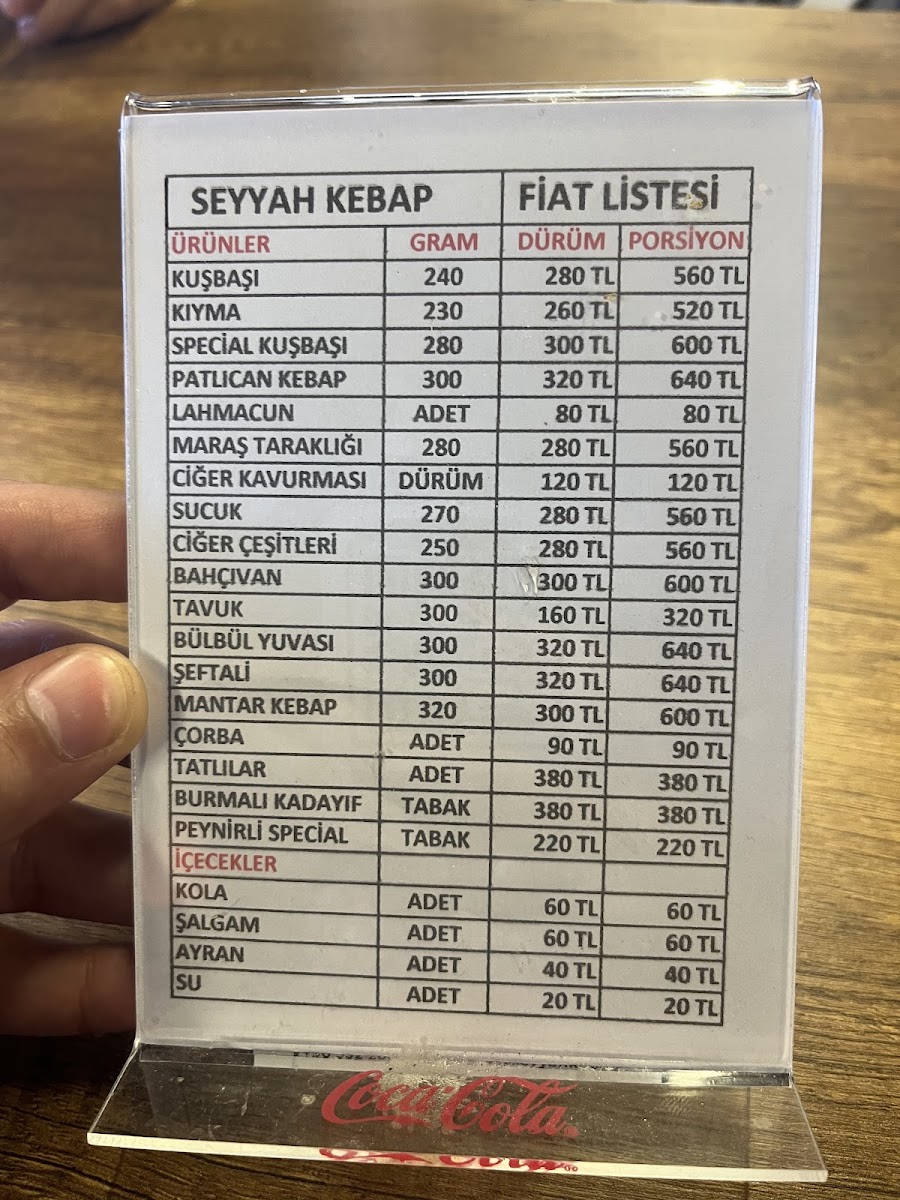 SEYYAH KEBAP FİAT LİSTESİ
ÜRÜNLER GRAM DÜRÜM PORSİYON
KUŞBAŞI 240 280 TL 560 TL
KIYMA 230 260 TL 520 TL
SPECİAL KUŞBAŞI 280 300 TL 600 TL
PATLICAN KEBAP 300 320 TL 640 TL
LAHMACUN ADET 80 TL 80 TL
MARAŞ TARAKLIĞI 280 280 TL 560 TL
CİĞER KAVURMASI DÜRÜM 120 TL 120 TL
SUCUK 270 280 TL 560 TL
CİĞER ÇEŞİTLERİ 250 280 TL 560 TL
BAHÇIVAN 300 300 TL 600 TL
TAVUK 300 160 TL 320 TL
BÜLBÜL YUVASI 300 320 TL 640 TL
ŞEFTALİ 300 320 TL 640 TL
MANTAR KEBAP 320 300 TL 600 TL
ÇORBA ADET 90 TL 90 TL
TATLILAR ADET 380 TL 380 TL
BURMALI KADAYIF TABAK 380 TL 380 TL
PEYNİRLİ SPECİAL TABAK 220 TL 220 TL
İÇECEKLER
KOLA ADET 60 TL 60 TL
ŞALGAM ADET 60 TL 60 TL
AYRAN ADET 40 TL 40 TL
SU ADET 20 TL 20 TL
Coca-Cola